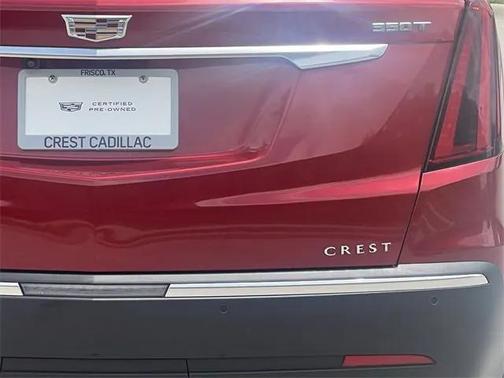 350T
FRISCO, TX
CERTIFIED
PRE-OWNED
CREST CADILLAC
CREST